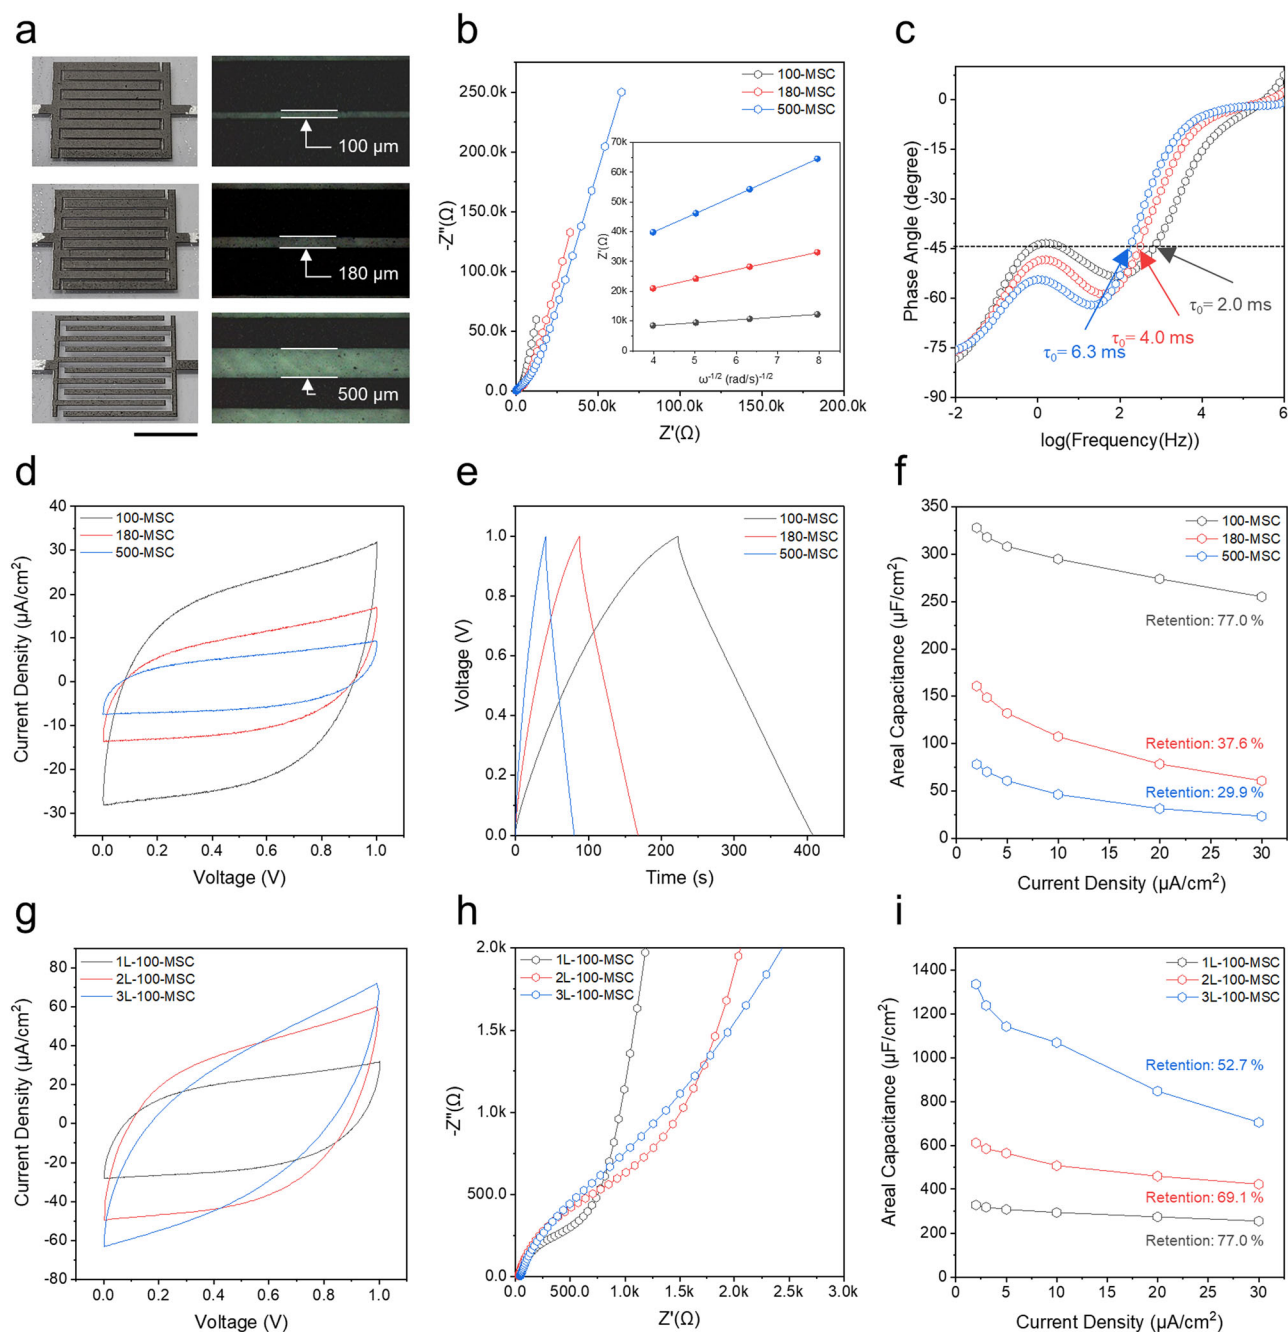 a
100 µm
180 µm
500 µm
b
100-MSC
180-MSC
500-MSC
250.0k
200.0k
150.0k
100.0k
50.0k
0.0
-Z"(Ω)
70k
60k
50k
40k
30k
20k
10k
0
Z'(Ω)
4 5 6 7 8
ω-1/2 (rad/s)-1/2
0.0 50.0k 100.0k 150.0k 200.0k
Z'(Ω)
c
0
-15
-30
-45
-60
-75
-90
Phase Angle (degree)
τ0= 2.0 ms
τ0= 4.0 ms
τ0= 6.3 ms
-2 0 2 4 6
log(Frequency(Hz))
d
100-MSC
180-MSC
500-MSC
40
30
20
10
0
-10
-20
-30
Current Density (µA/cm2)
0.0 0.2 0.4 0.6 0.8 1.0
Voltage (V)
e
100-MSC
180-MSC
500-MSC
1.0
0.8
0.6
0.4
0.2
0.0
Voltage (V)
0 100 200 300 400
Time (s)
f
100-MSC
180-MSC
500-MSC
350
300
250
200
150
100
50
0
Areal Capacitance (µF/cm2)
Retention: 77.0 %
Retention: 37.6 %
Retention: 29.9 %
0 5 10 15 20 25 30
Current Density (µA/cm2)
g
1L-100-MSC
2L-100-MSC
3L-100-MSC
80
60
40
20
0
-20
-40
-60
-80
Current Density (µA/cm2)
0.0 0.2 0.4 0.6 0.8 1.0
Voltage (V)
h
1L-100-MSC
2L-100-MSC
3L-100-MSC
2.0k
1.5k
1.0k
500.0
0.0
-Z"(Ω)
0.0 500.0 1.0k 1.5k 2.0k 2.5k 3.0k
Z'(Ω)
i
1L-100-MSC
2L-100-MSC
3L-100-MSC
1400
1200
1000
800
600
400
200
0
Areal Capacitance (µF/cm2)
Retention: 52.7 %
Retention: 69.1 %
Retention: 77.0 %
0 5 10 15 20 25 30
Current Density (µA/cm2)